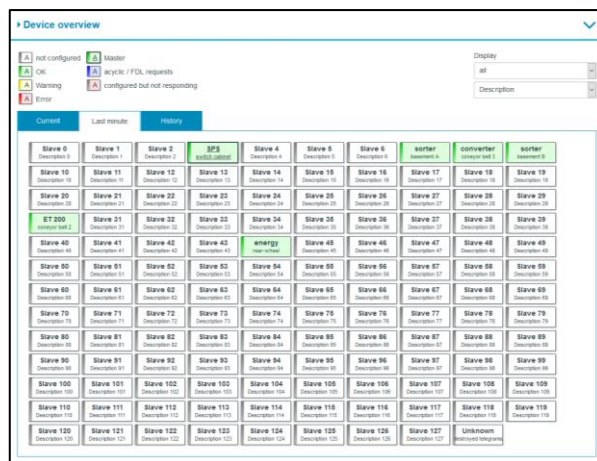 Device overview
A not configured A Master
A OK A acyclic / FDL requests
A Warning A configured but not responding
A Error
Display
all
Description
Current Last minute History
Slave 0 Slave 1 Slave 2 SPS Slave 4 Slave 5 Slave 6 sorter converter sorter
Description 0 Description 1 Description 2 switch cabinet Description 4 Description 5 Description 6 basement A conveyor belt 3 basement B
Slave 10 Slave 11 Slave 12 Slave 13 Slave 14 Slave 15 Slave 16 Slave 17 Slave 18 Slave 19
Description 10 Description 11 Description 12 Description 13 Description 14 Description 15 Description 16 Description 17 Description 18 Description 19
Slave 20 Slave 21 Slave 22 Slave 23 Slave 24 Slave 25 Slave 26 Slave 27 Slave 28 Slave 29
Description 20 Description 21 Description 22 Description 23 Description 24 Description 25 Description 26 Description 27 Description 28 Description 29
ET 200 Slave 31 Slave 32 Slave 33 Slave 34 Slave 35 Slave 36 Slave 37 Slave 38 Slave 39
conveyor belt 2 Description 31 Description 32 Description 33 Description 34 Description 35 Description 36 Description 37 Description 38 Description 39
Slave 40 Slave 41 Slave 42 Slave 43 energy Slave 45 Slave 46 Slave 47 Slave 48 Slave 49
Description 40 Description 41 Description 42 Description 43 rear-wheel Description 45 Description 46 Description 47 Description 48 Description 49
Slave 50 Slave 51 Slave 52 Slave 53 Slave 54 Slave 55 Slave 56 Slave 57 Slave 58 Slave 59
Description 50 Description 51 Description 52 Description 53 Description 54 Description 55 Description 56 Description 57 Description 58 Description 59
Slave 60 Slave 61 Slave 62 Slave 63 Slave 64 Slave 65 Slave 66 Slave 67 Slave 68 Slave 69
Description 60 Description 61 Description 62 Description 63 Description 64 Description 65 Description 66 Description 67 Description 68 Description 69
Slave 70 Slave 71 Slave 72 Slave 73 Slave 74 Slave 75 Slave 76 Slave 77 Slave 78 Slave 79
Description 70 Description 71 Description 72 Description 73 Description 74 Description 75 Description 76 Description 77 Description 78 Description 79
Slave 80 Slave 81 Slave 82 Slave 83 Slave 84 Slave 85 Slave 86 Slave 87 Slave 88 Slave 89
Description 80 Description 81 Description 82 Description 83 Description 84 Description 85 Description 86 Description 87 Description 88 Description 89
Slave 90 Slave 91 Slave 92 Slave 93 Slave 94 Slave 95 Slave 96 Slave 97 Slave 98 Slave 99
Description 90 Description 91 Description 92 Description 93 Description 94 Description 95 Description 96 Description 97 Description 98 Description 99
Slave 100 Slave 101 Slave 102 Slave 103 Slave 104 Slave 105 Slave 106 Slave 107 Slave 108 Slave 109
Description 100 Description 101 Description 102 Description 103 Description 104 Description 105 Description 106 Description 107 Description 108 Description 109
Slave 110 Slave 111 Slave 112 Slave 113 Slave 114 Slave 115 Slave 116 Slave 117 Slave 118 Slave 119
Description 110 Description 111 Description 112 Description 113 Description 114 Description 115 Description 116 Description 117 Description 118 Description 119
Slave 120 Slave 121 Slave 122 Slave 123 Slave 124 Slave 125 Slave 126 Slave 127 Unknown
Description 120 Description 121 Description 122 Description 123 Description 124 Description 125 Description 126 Description 127 destroyed telegrams